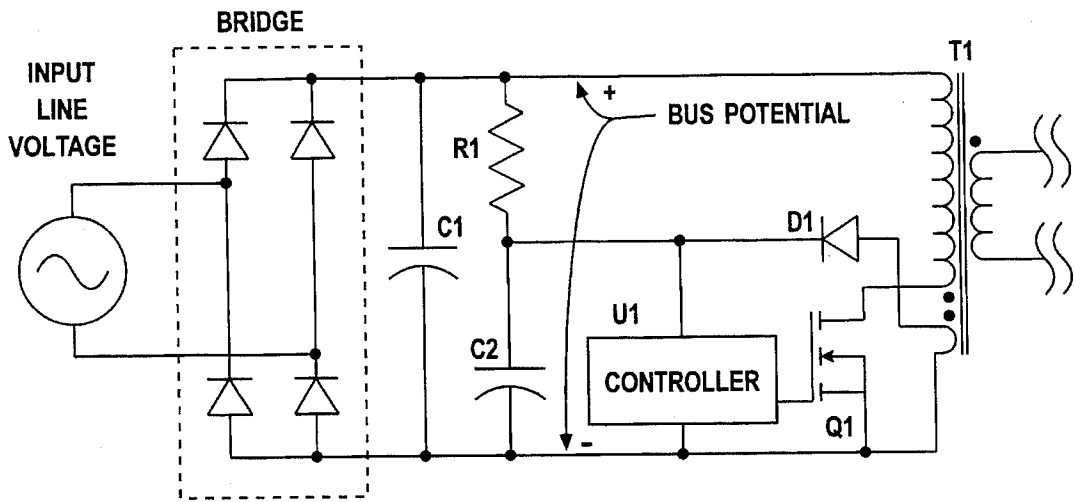 BRIDGE
INPUT
LINE
VOLTAGE
T1
+
BUS POTENTIAL
R1
C1
D1
U1
C2
CONTROLLER
Q1
-